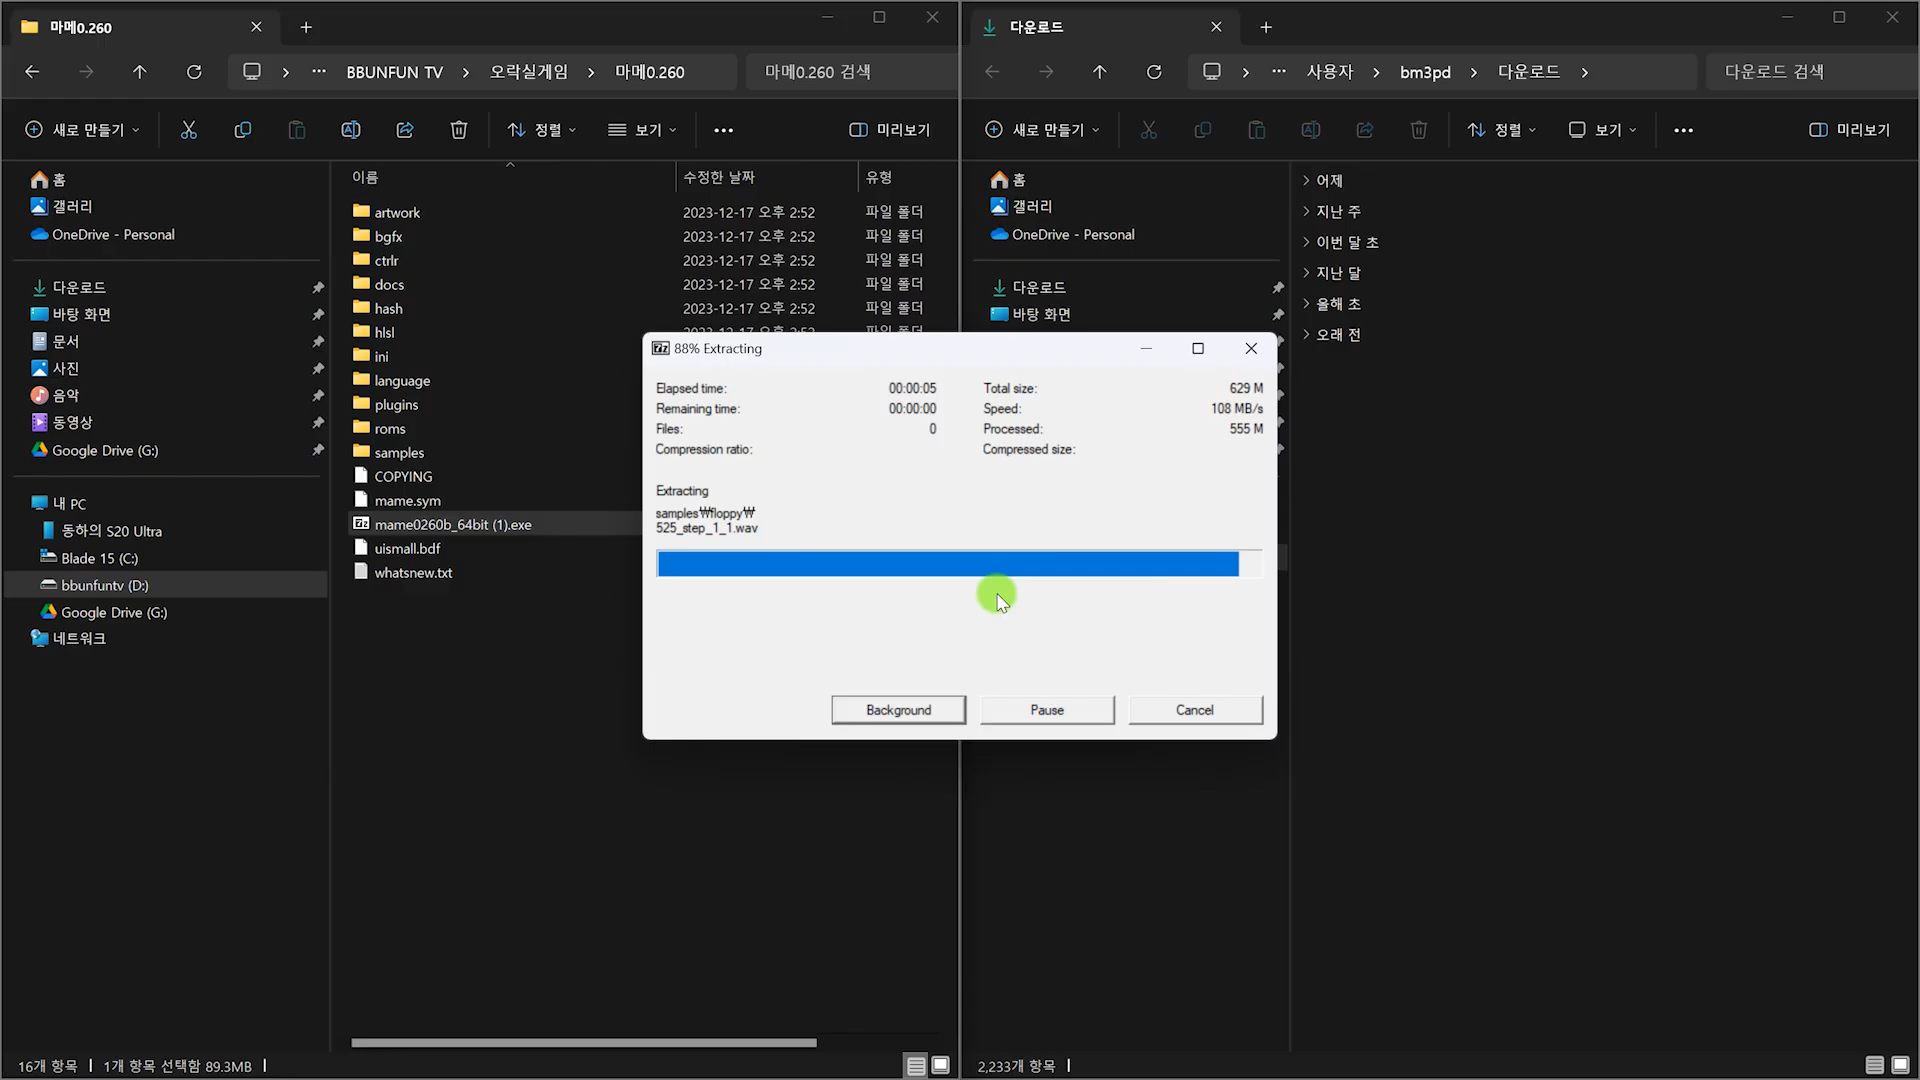 마메0.260
BBUNFUN TV > 오락실게임 > 마메0.260
마메0.260 검색
새로 만들기
정렬
보기
미리보기
홈
갤러리
OneDrive - Personal
다운로드
바탕 화면
문서
사진
음악
동영상
Google Drive (G:)
내 PC
동하의 S20 Ultra
Blade 15 (C:)
bbunfuntv (D:)
Google Drive (G:)
네트워크
이름 수정한 날짜 유형
artwork 2023-12-17 오후 2:52 파일 폴더
bgfx 2023-12-17 오후 2:52 파일 폴더
ctrlr 2023-12-17 오후 2:52 파일 폴더
docs 2023-12-17 오후 2:52 파일 폴더
hash 2023-12-17 오후 2:52 파일 폴더
hlsl 2023-12-17 오후 2:52 파일 폴더
ini
language
plugins
roms
samples
COPYING
mame.sym
mame0260b_64bit (1).exe
uismall.bdf
whatsnew.txt
16개 항목 1개 항목 선택함 89.3MB
다운로드
사용자 > bm3pd > 다운로드 >
다운로드 검색
새로 만들기
정렬
보기
미리보기
홈
갤러리
OneDrive - Personal
다운로드
바탕 화면
어제
지난 주
이번 달 초
지난 달
올해 초
오래 전
2,233개 항목
88% Extracting
Elapsed time: 00:00:05 Total size: 629 M
Remaining time: 00:00:00 Speed: 108 MB/s
Files: 0 Processed: 555 M
Compression ratio: Compressed size:
Extracting
samples₩floppy₩
525_step_1_1.wav
Background Pause Cancel